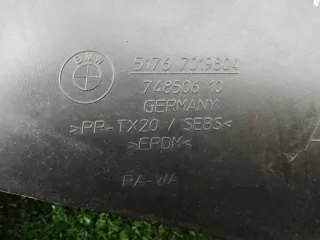 BMW
5176 7019804
748506 10
GERMANY
>PP-TX20 / SEBS<
>EPDM<
PA-WA